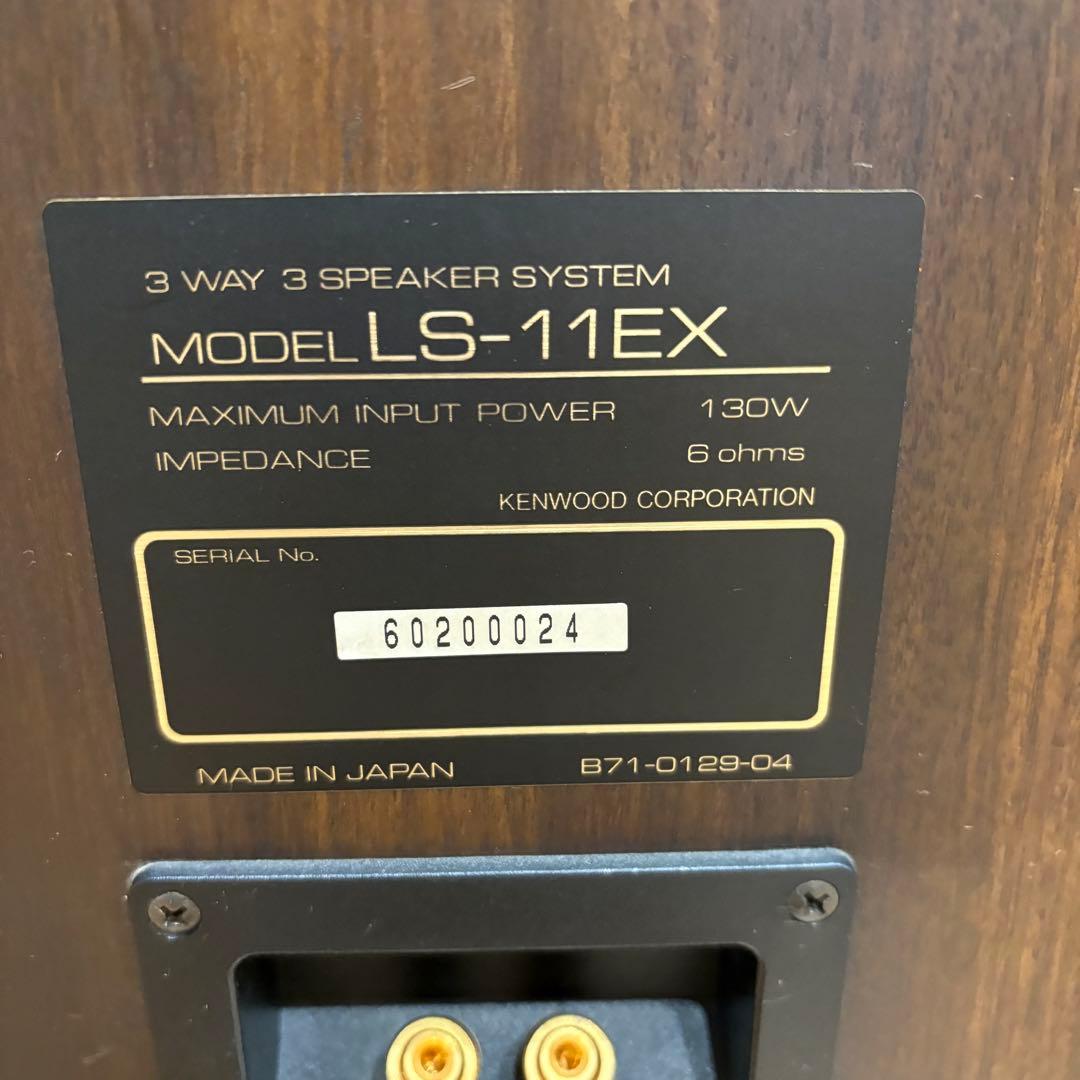 3 WAY 3 SPEAKER SYSTEM
MODEL LS-11EX
MAXIMUM INPUT POWER 130W
IMPEDANCE 6 ohms
KENWOOD CORPORATION
SERIAL No.
60200024
MADE IN JAPAN B71-0129-04